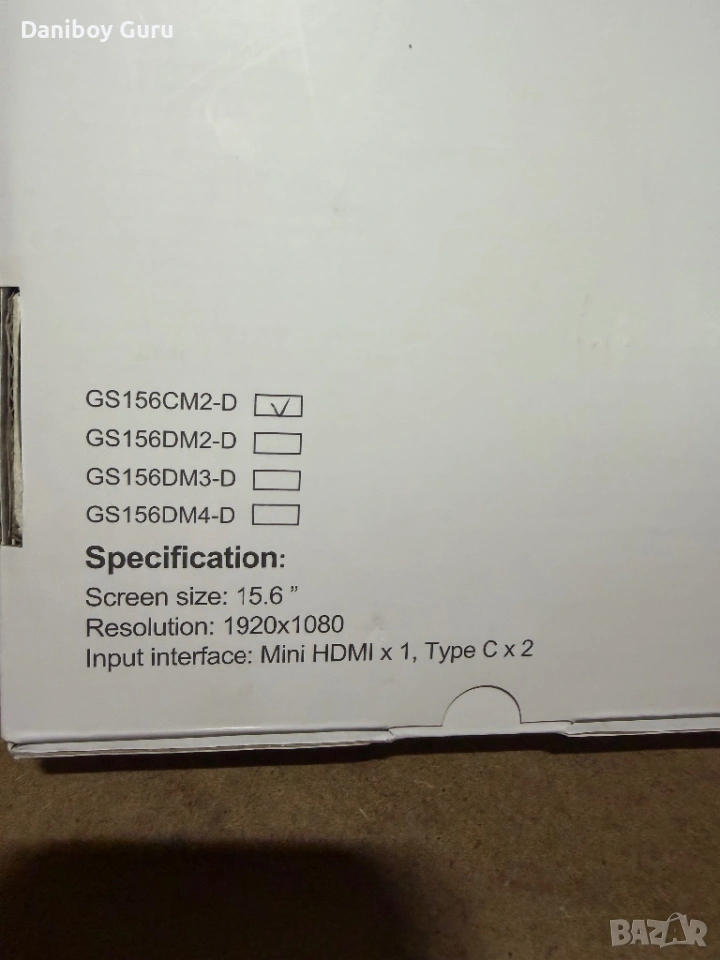 Daniboy Guru
GS156CM2-D
GS156DM2-D
GS156DM3-D
GS156DM4-D
Specification:
Screen size: 15.6 ”
Resolution: 1920x1080
Input interface: Mini HDMI x 1, Type C x 2
BAZAR